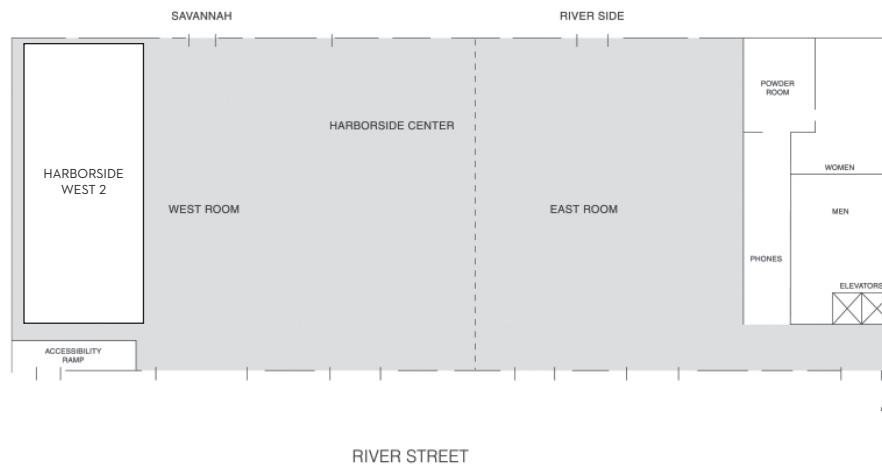 SAVANNAH
RIVER SIDE
POWDER
ROOM
HARBORSIDE CENTER
HARBORSIDE
WEST 2
WOMEN
WEST ROOM
EAST ROOM
MEN
PHONES
ELEVATORS
ACCESSIBILITY
RAMP
RIVER STREET